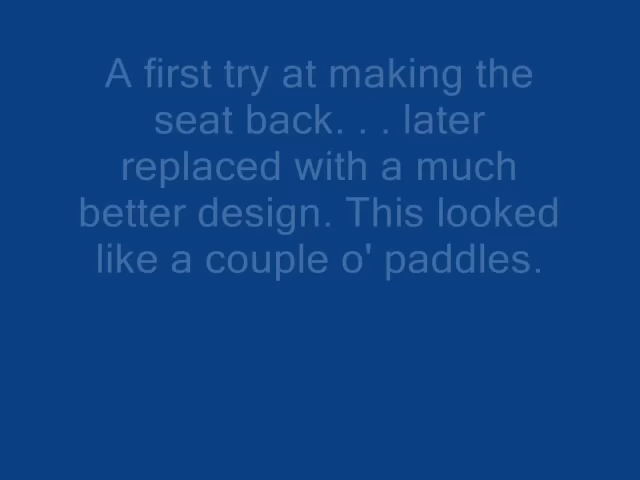 A first try at making the
seat back. . . later
replaced with a much
better design. This looked
like a couple o' paddles.